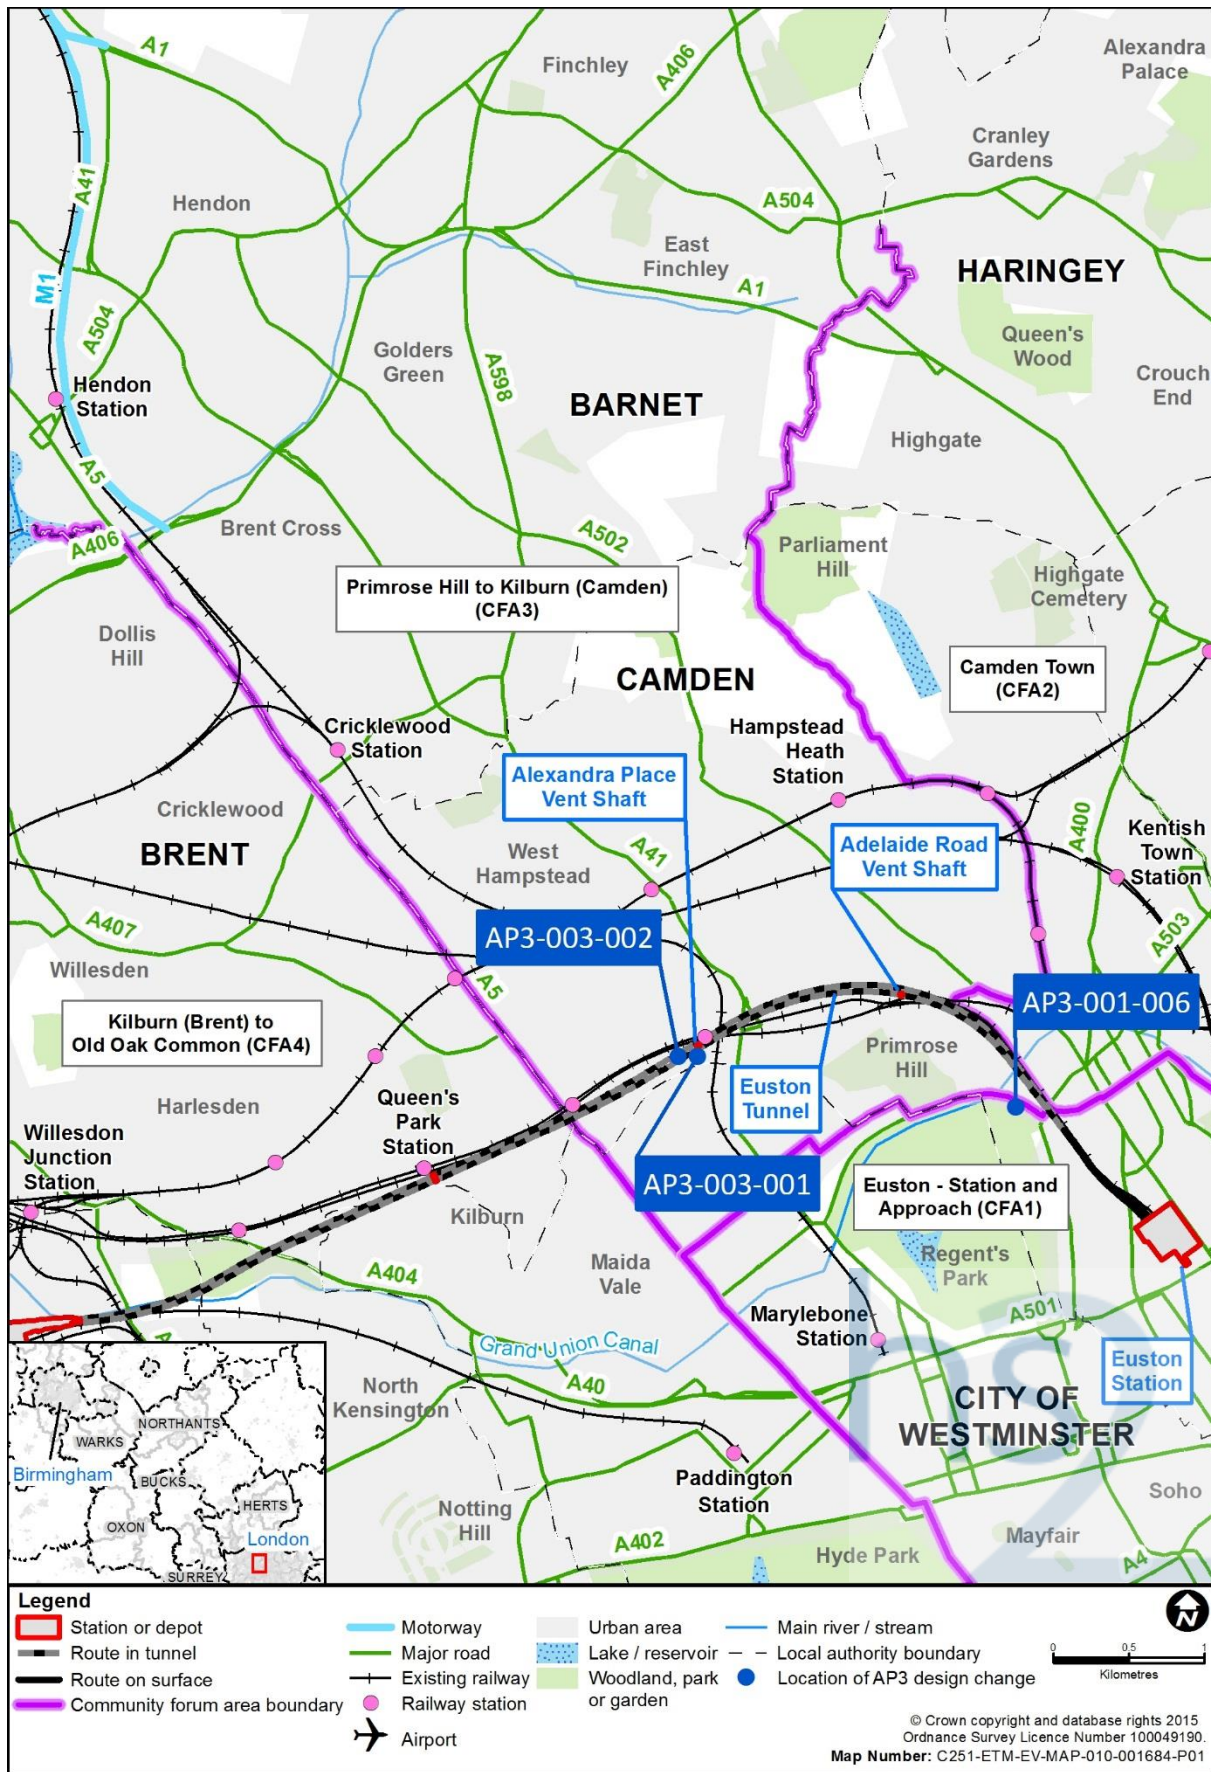 A1
Finchley
A406
Alexandra
Palace
Cranley
Gardens
A41
Hendon
A504
East
Finchley
HARINGEY
M1
A1
A504
Golders
Green
A598
Queen's
Wood
Hendon
Station
BARNET
Crouch
End
Highgate
A5
Brent Cross
A406
A502
Parliament
Hill
Primrose Hill to Kilburn (Camden)
(CFA3)
Highgate
Cemetery
Dollis
Hill
CAMDEN
Camden Town
(CFA2)
Cricklewood
Station
Hampstead
Heath
Station
Alexandra Place
Vent Shaft
Cricklewood
A400
BRENT
West
Hampstead
A41
Adelaide Road
Vent Shaft
Kentish
Town
Station
A407
AP3-003-002
A503
Willesden
A5
AP3-001-006
Kilburn (Brent) to
Old Oak Common (CFA4)
Primrose
Hill
Harlesden
Queen's
Park
Station
Euston
Tunnel
Willesdon
Junction
Station
AP3-003-001
Euston - Station and
Approach (CFA1)
Kilburn
Maida
Vale
Regent's
Park
A404
Marylebone
Station
A501
Grand Union Canal
A
Euston
Station
North
Kensington
A40
CITY OF
WESTMINSTER
hs2
NORTHANTS
WARKS
Birmingham
BUCKS
HERTS
OXON
London
SURREY
Paddington
Station
Soho
Notting
Hill
Mayfair
A402
Hyde Park
A4
Legend
Station or depot
Route in tunnel
Route on surface
Community forum area boundary
Motorway
Major road
Existing railway
Railway station
Airport
Urban area
Lake / reservoir
Woodland, park
or garden
Main river / stream
Local authority boundary
Location of AP3 design change
N
0 0.5 1
Kilometres
© Crown copyright and database rights 2015
Ordnance Survey Licence Number 100049190.
Map Number: C251-ETM-EV-MAP-010-001684-P01